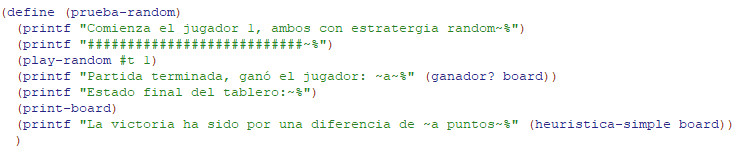 (define (prueba-random)
(printf "Comienza el jugador 1, ambos con estratergia random~%")
(printf "###########################~%")
(play-random #t 1)
(printf "Partida terminada, ganó el jugador: ~a~%" (ganador? board))
(printf "Estado final del tablero:~%")
(print-board)
(printf "La victoria ha sido por una diferencia de ~a puntos~%" (heuristica-simple board))
)